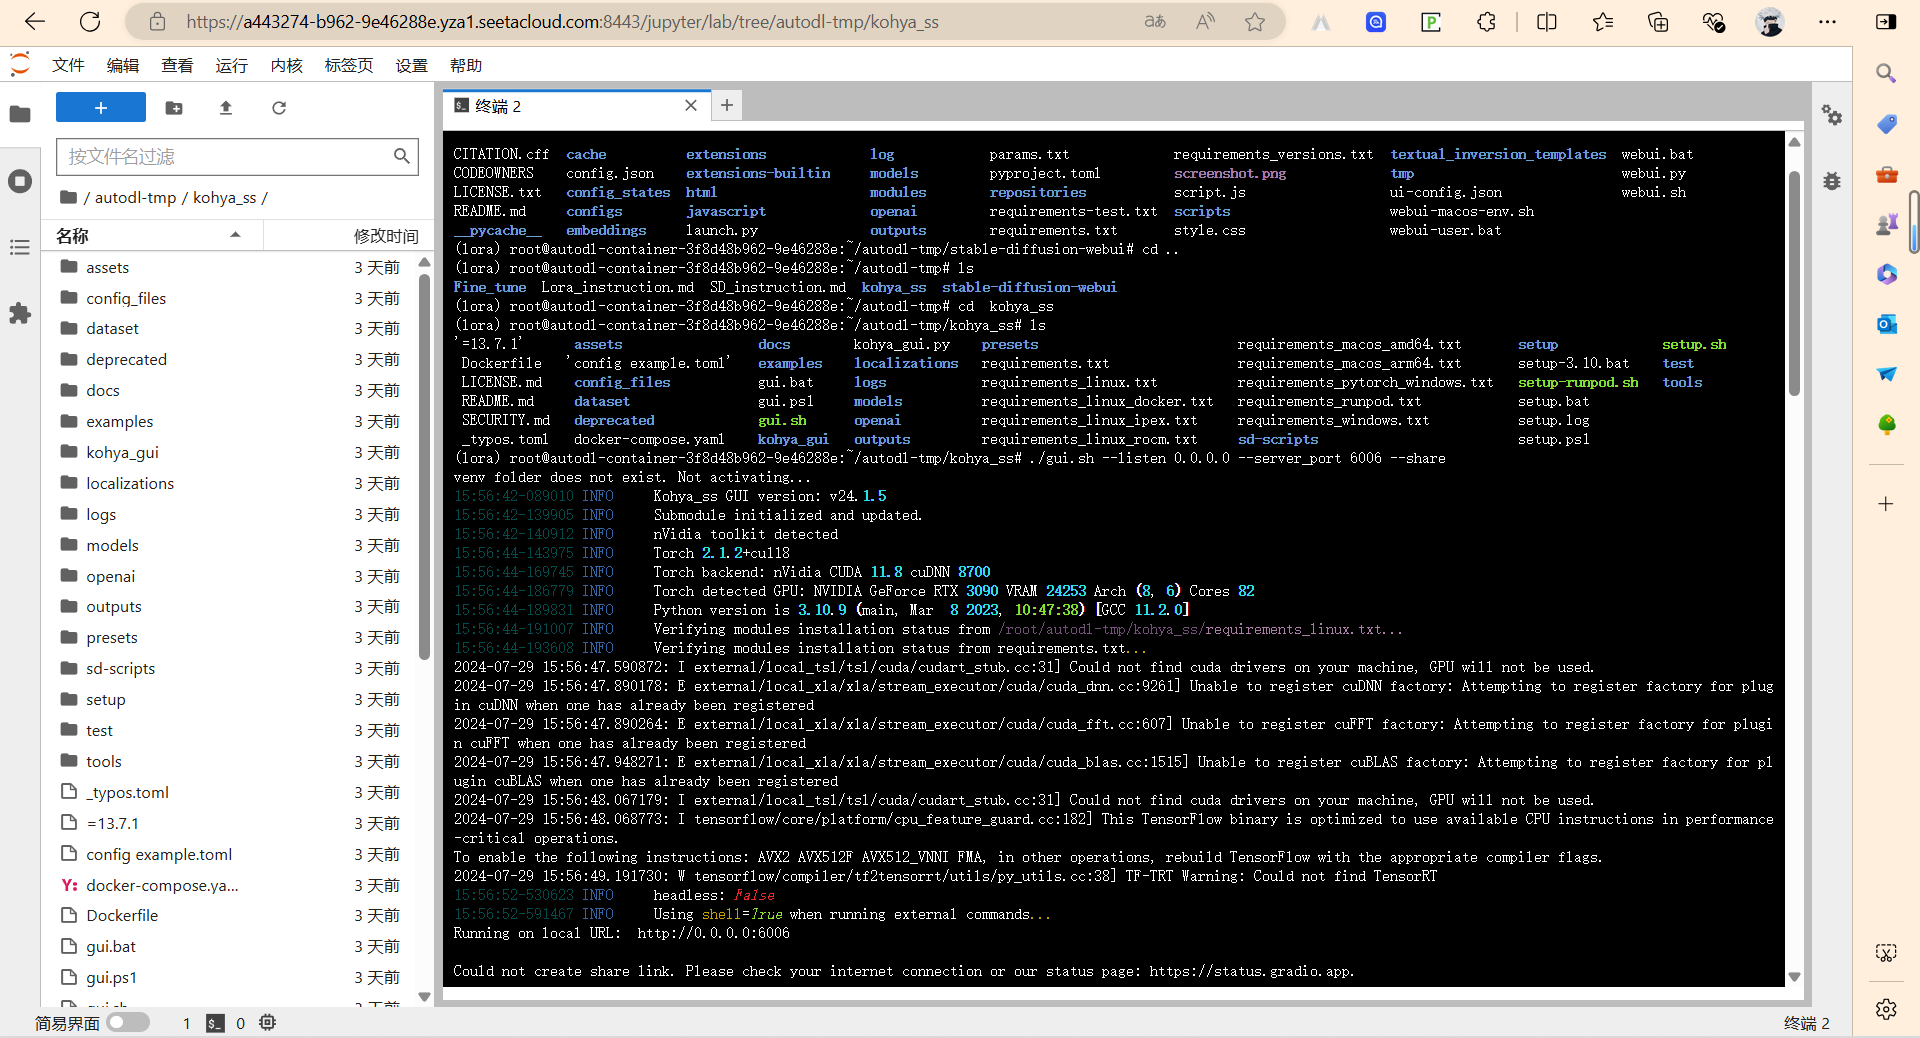 https://a443274-b962-9e46288e.yza1.seetacloud.com:8443/jupyter/lab/tree/autodl-tmp/kohya_ss
文件 编辑 查看 运行 内核 标签页 设置 帮助
终端 2
按文件名过滤
/ autodl-tmp / kohya_ss /
名称 修改时间
assets 3 天前
config_files 3 天前
dataset 3 天前
deprecated 3 天前
docs 3 天前
examples 3 天前
kohya_gui 3 天前
localizations 3 天前
logs 3 天前
models 3 天前
openai 3 天前
outputs 3 天前
presets 3 天前
sd-scripts 3 天前
setup 3 天前
test 3 天前
tools 3 天前
_typos.toml 3 天前
=13.7.1 3 天前
config example.toml 3 天前
docker-compose.ya... 3 天前
Dockerfile 3 天前
gui.bat 3 天前
gui.ps1 3 天前
CITATION.cff cache extensions log params.txt requirements_versions.txt textual_inversion_templates webui.bat
CODEOWNERS config.json extensions-builtin models pyproject.toml screenshot.png tmp webui.py
LICENSE.txt config_states html modules repositories script.js ui-config.json webui.sh
README.md configs javascript openai requirements-test.txt scripts webui-macos-env.sh
__pycache__ embeddings launch.py outputs requirements.txt style.css webui-user.bat
(lora) root@autodl-container-3f8d48b962-9e46288e:~/autodl-tmp/stable-diffusion-webui# cd ..
(lora) root@autodl-container-3f8d48b962-9e46288e:~/autodl-tmp# ls
Fine_tune Lora_instruction.md SD_instruction.md kohya_ss stable-diffusion-webui
(lora) root@autodl-container-3f8d48b962-9e46288e:~/autodl-tmp# cd kohya_ss
(lora) root@autodl-container-3f8d48b962-9e46288e:~/autodl-tmp/kohya_ss# ls
'=13.7.1' assets docs kohya_gui.py presets requirements_macos_amd64.txt setup setup.sh
Dockerfile 'config example.toml' examples localizations requirements.txt requirements_macos_arm64.txt setup-3.10.bat test
LICENSE.md config_files gui.bat logs requirements_linux.txt requirements_pytorch_windows.txt setup-runpod.sh tools
README.md dataset gui.ps1 models requirements_linux_docker.txt requirements_runpod.txt setup.bat
SECURITY.md deprecated gui.sh openai requirements_linux_ipex.txt requirements_windows.txt setup.log
_typos.toml docker-compose.yaml kohya_gui outputs requirements_linux_rocm.txt sd-scripts setup.ps1
(lora) root@autodl-container-3f8d48b962-9e46288e:~/autodl-tmp/kohya_ss# ./gui.sh --listen 0.0.0.0 --server_port 6006 --share
venv folder does not exist. Not activating...
15:56:42-089010 INFO Kohya_ss GUI version: v24.1.5
15:56:42-139905 INFO Submodule initialized and updated.
15:56:42-140912 INFO nVidia toolkit detected
15:56:44-143975 INFO Torch 2.1.2+cu118
15:56:44-169745 INFO Torch backend: nVidia CUDA 11.8 cuDNN 8700
15:56:44-186779 INFO Torch detected GPU: NVIDIA GeForce RTX 3090 VRAM 24253 Arch (8, 6) Cores 82
15:56:44-189831 INFO Python version is 3.10.9 (main, Mar 8 2023, 10:47:38) [GCC 11.2.0]
15:56:44-191007 INFO Verifying modules installation status from /root/autodl-tmp/kohya_ss/requirements_linux.txt...
15:56:44-193608 INFO Verifying modules installation status from requirements.txt...
2024-07-29 15:56:47.590872: I external/local_tsl/tsl/cuda/cudart_stub.cc:31] Could not find cuda drivers on your machine, GPU will not be used.
2024-07-29 15:56:47.890178: E external/local_xla/xla/stream_executor/cuda/cuda_dnn.cc:9261] Unable to register cuDNN factory: Attempting to register factory for plug
in cuDNN when one has already been registered
2024-07-29 15:56:47.890264: E external/local_xla/xla/stream_executor/cuda/cuda_fft.cc:607] Unable to register cuFFT factory: Attempting to register factory for plugi
n cuFFT when one has already been registered
2024-07-29 15:56:47.948271: E external/local_xla/xla/stream_executor/cuda/cuda_blas.cc:1515] Unable to register cuBLAS factory: Attempting to register factory for pl
ugin cuBLAS when one has already been registered
2024-07-29 15:56:48.067179: I external/local_tsl/tsl/cuda/cudart_stub.cc:31] Could not find cuda drivers on your machine, GPU will not be used.
2024-07-29 15:56:48.068773: I tensorflow/core/platform/cpu_feature_guard.cc:182] This TensorFlow binary is optimized to use available CPU instructions in performance
-critical operations.
To enable the following instructions: AVX2 AVX512F AVX512_VNNI FMA, in other operations, rebuild TensorFlow with the appropriate compiler flags.
2024-07-29 15:56:49.191730: W tensorflow/compiler/tf2tensorrt/utils/py_utils.cc:38] TF-TRT Warning: Could not find TensorRT
15:56:52-530623 INFO headless: False
15:56:52-591467 INFO Using shell=True when running external commands...
Running on local URL: http://0.0.0.0:6006
Could not create share link. Please check your internet connection or our status page: https://status.gradio.app.
简易界面 1 0 终端 2